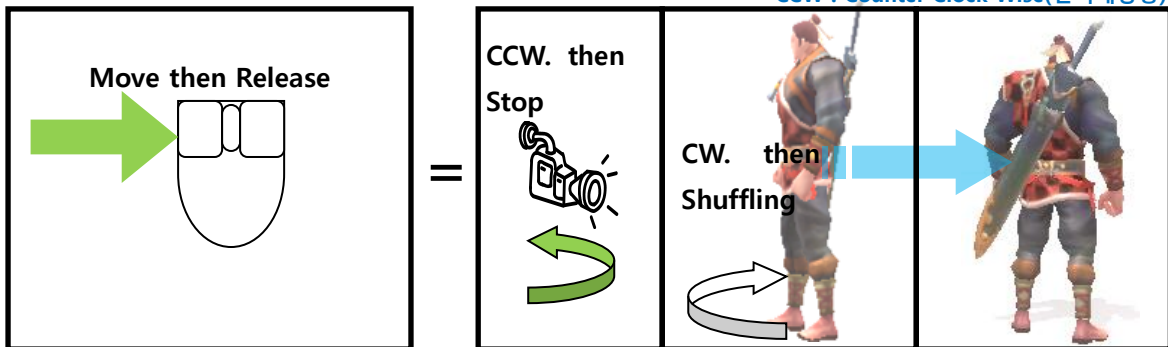 Move then Release
=
CCW. then
Stop
CW. then
Shuffling